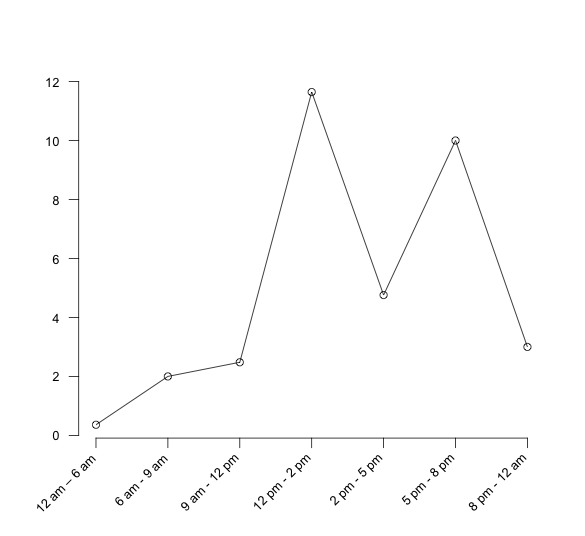 12
10
8
6
4
2
0
12 am – 6 am
6 am - 9 am
9 am - 12 pm
12 pm - 2 pm
2 pm - 5 pm
5 pm - 8 pm
8 pm - 12 am